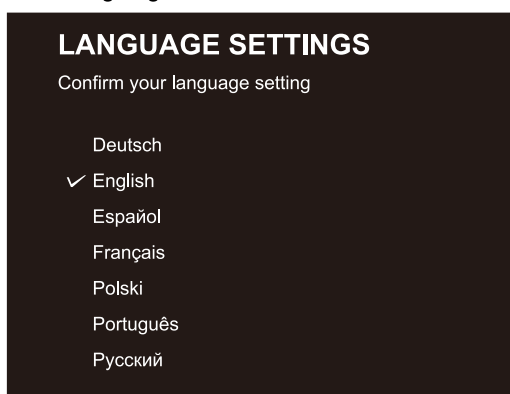 LANGUAGE SETTINGS
Confirm your language setting
Deutsch
✓ English
Espaйol
Français
Polski
Português
Русский